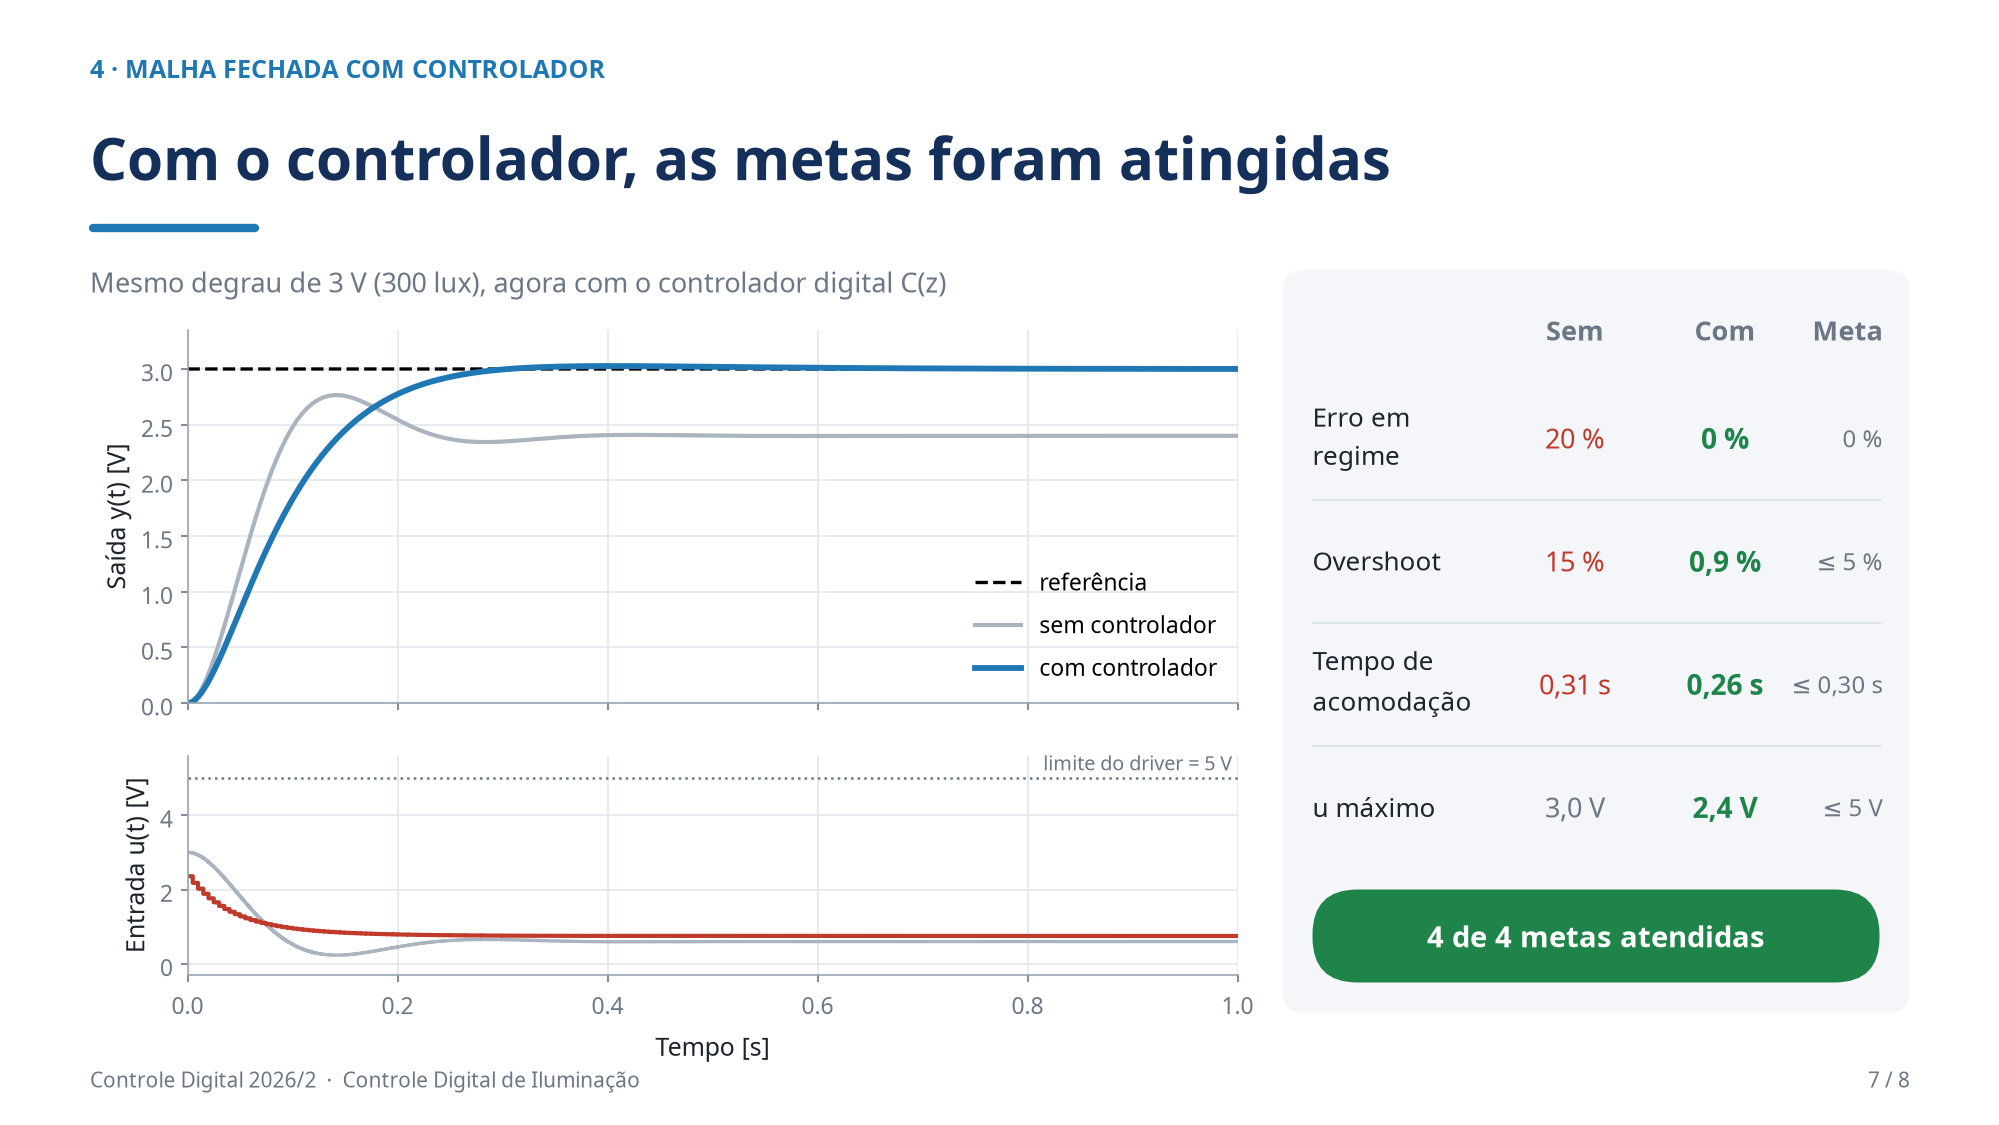 4 · MALHA FECHADA COM CONTROLADOR
Com o controlador, as metas foram atingidas
Mesmo degrau de 3 V (300 lux), agora com o controlador digital C(z)
Saída y(t) [V]
3.0
2.5
2.0
1.5
1.0
0.5
0.0
referência
sem controlador
com controlador
Entrada u(t) [V]
limite do driver = 5 V
4
2
0
0.0 0.2 0.4 0.6 0.8 1.0
Tempo [s]
Sem Com Meta
Erro em
regime
20 % 0 % 0 %
Overshoot 15 % 0,9 % ≤ 5 %
Tempo de
acomodação
0,31 s 0,26 s ≤ 0,30 s
u máximo 3,0 V 2,4 V ≤ 5 V
4 de 4 metas atendidas
Controle Digital 2026/2 · Controle Digital de Iluminação
7 / 8